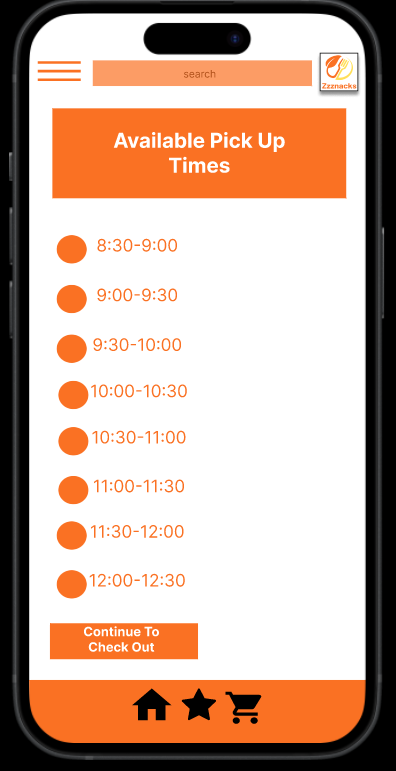 search
Zzznacks
Available Pick Up
Times
8:30-9:00
9:00-9:30
9:30-10:00
10:00-10:30
10:30-11:00
11:00-11:30
11:30-12:00
12:00-12:30
Continue To
Check Out